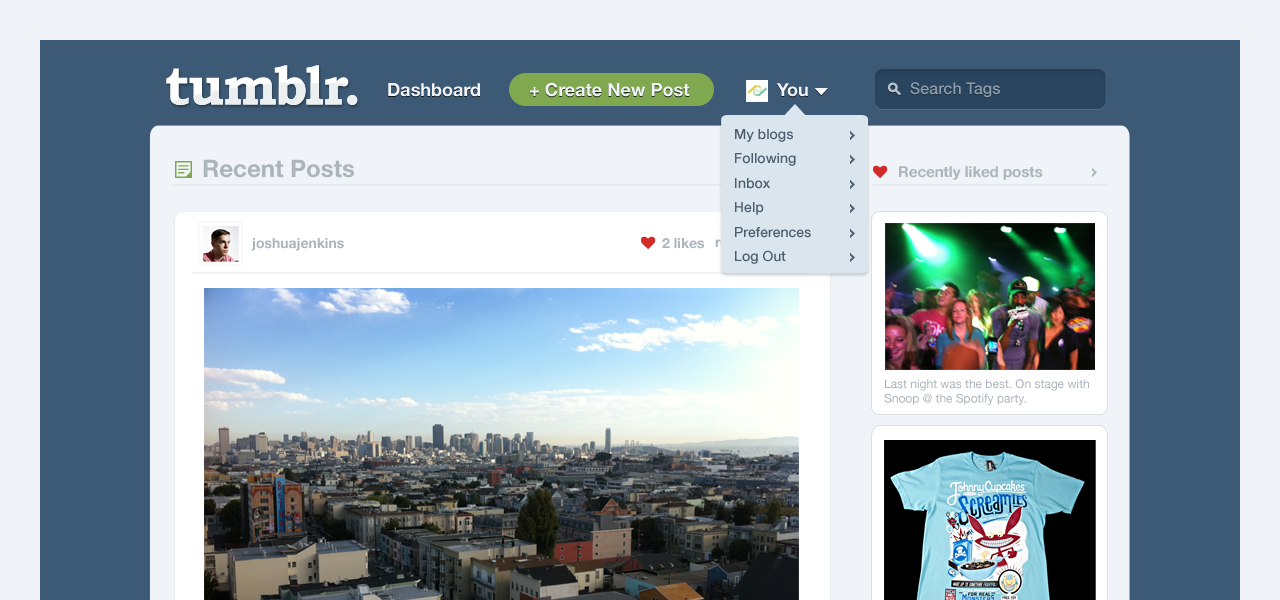 tumblr.
Dashboard
+ Create New Post
You
Search Tags
My blogs
Following
Inbox
Help
Preferences
Log Out
Recent Posts
joshuajenkins
2 likes
Recently liked posts
Last night was the best. On stage with
Snoop @ the Spotify party.
Johnny Cupcakes
SCREAMIES
FOR REAL
MONSTERS